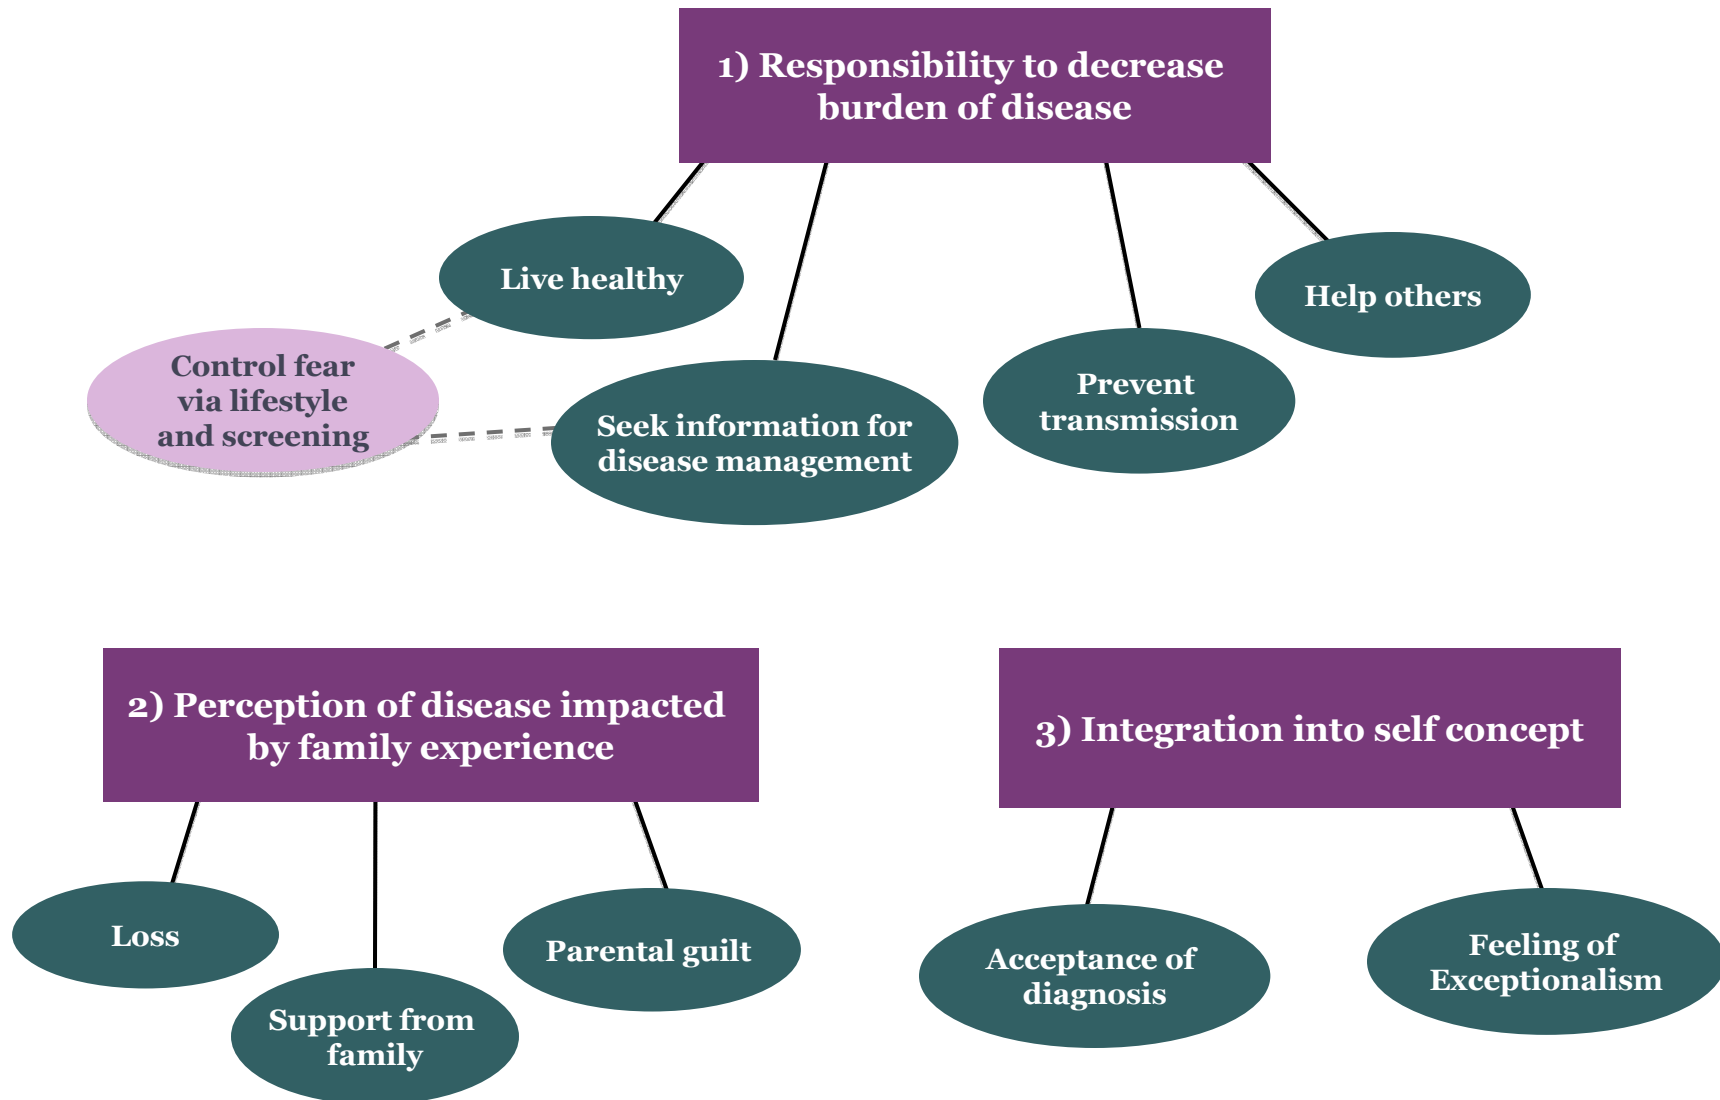 1) Responsibility to decrease
burden of disease
Live healthy
Help others
Control fear
via lifestyle
and screening
Seek information for
disease management
Prevent
transmission
2) Perception of disease impacted
by family experience
3) Integration into self concept
Loss
Support from
family
Parental guilt
Acceptance of
diagnosis
Feeling of
Exceptionalism